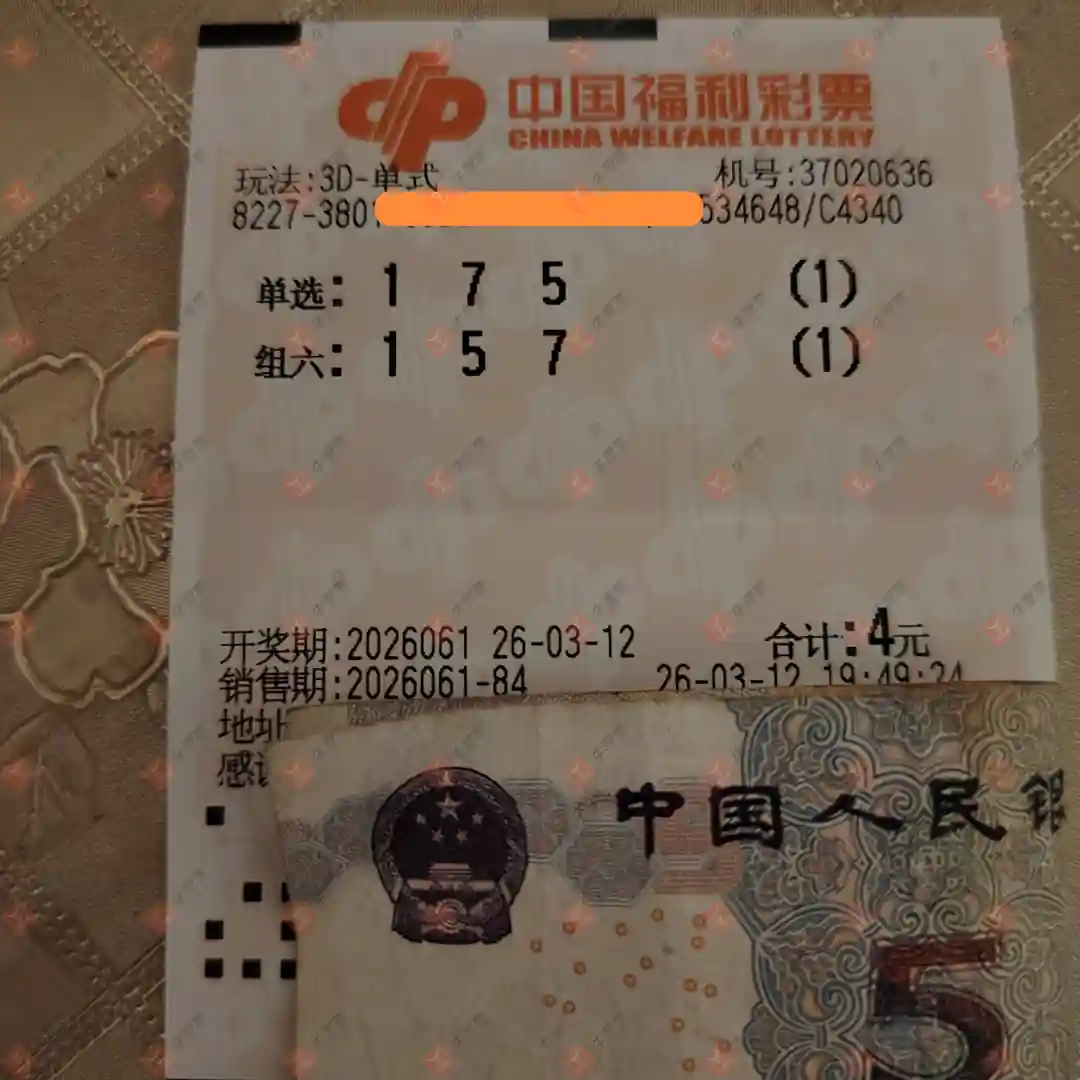 中国福利彩票
CHINA WELFARE LOTTERY
玩法:3D-单式 机号:37020636
8227-380 534648/C4340
单选: 1 7 5 (1)
组六: 1 5 7 (1)
开奖期:2026061 26-03-12 合计:4元
销售期:2026061-84 26-03-12 19:49:24
地址
感
中国人民银
5